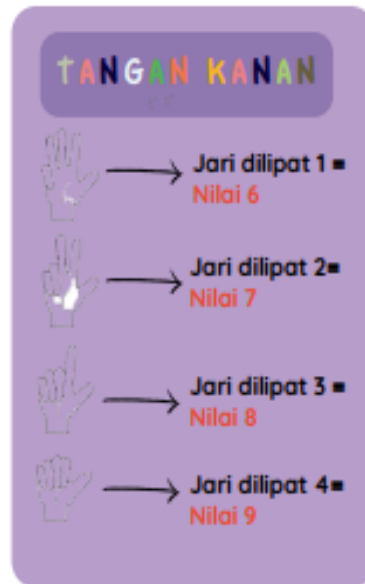 TANGAN KANAN
Jari dilipat 1 =
Nilai 6
Jari dilipat 2=
Nilai 7
Jari dilipat 3 =
Nilai 8
Jari dilipat 4=
Nilai 9